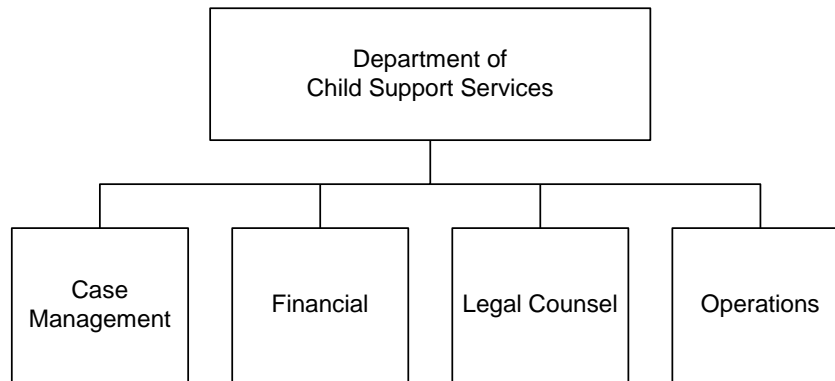 Department of
Child Support Services
Case
Management
Financial
Legal Counsel
Operations